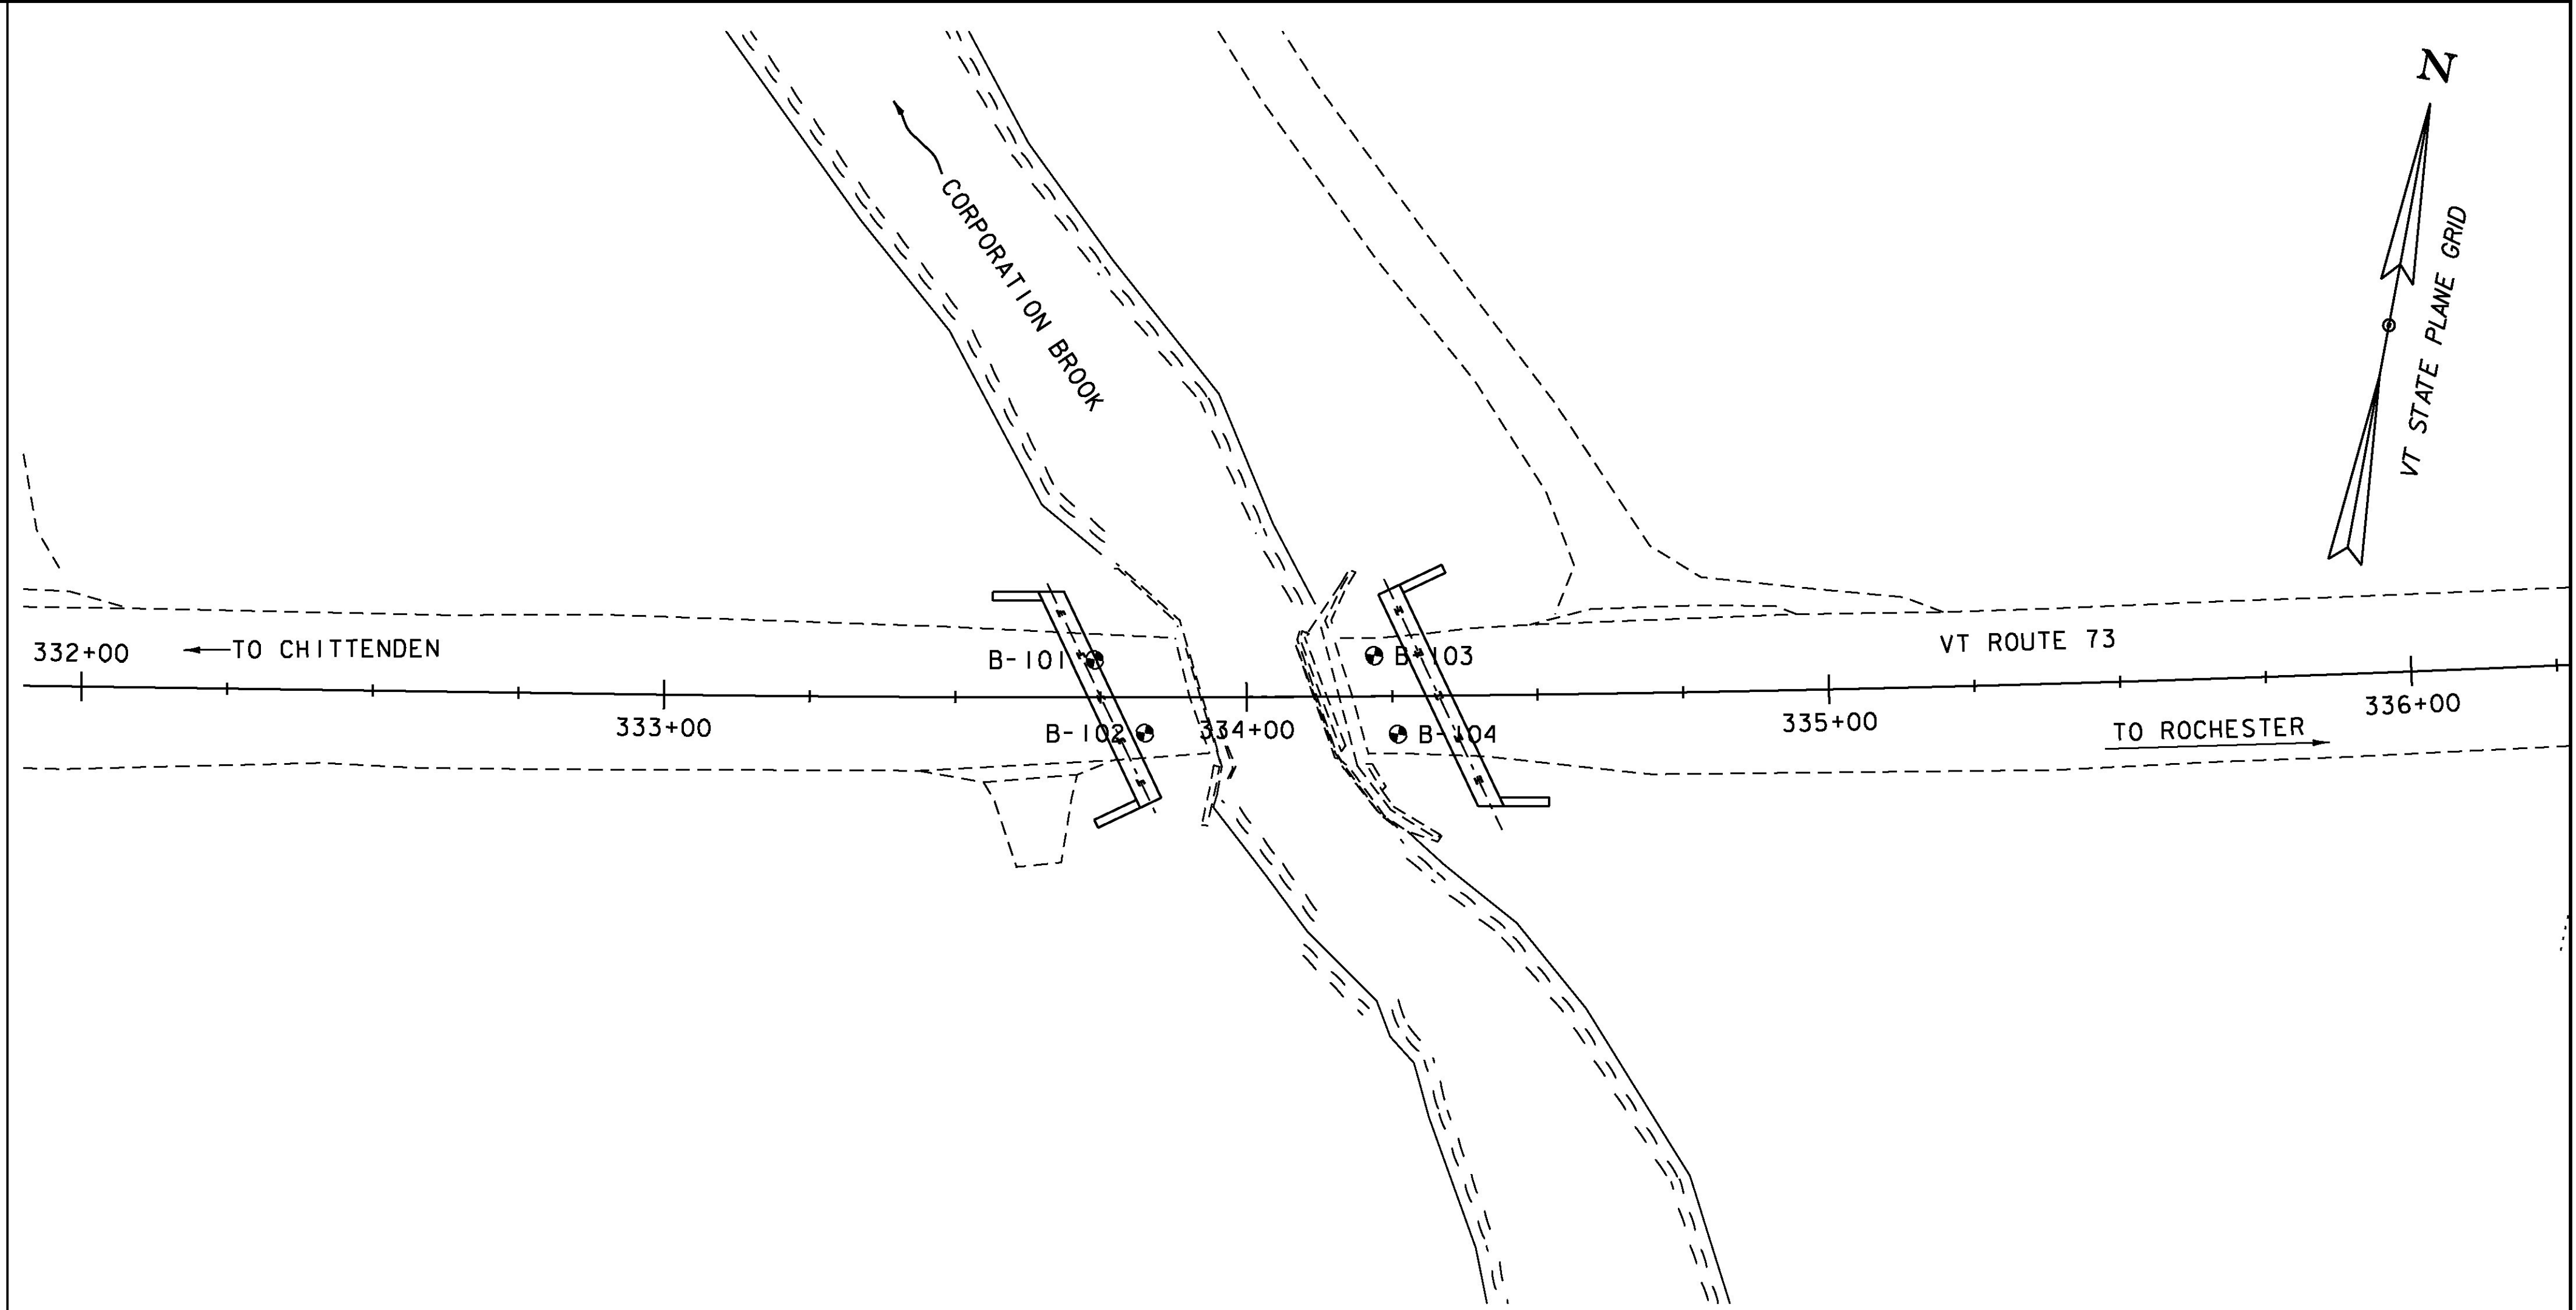 N
VT STATE PLANE GRID
CORPORATION BROOK
332+00
TO CHITTENDEN
B-101
B-103
VT ROUTE 73
333+00
B-102
334+00
B-104
335+00
TO ROCHESTER
336+00